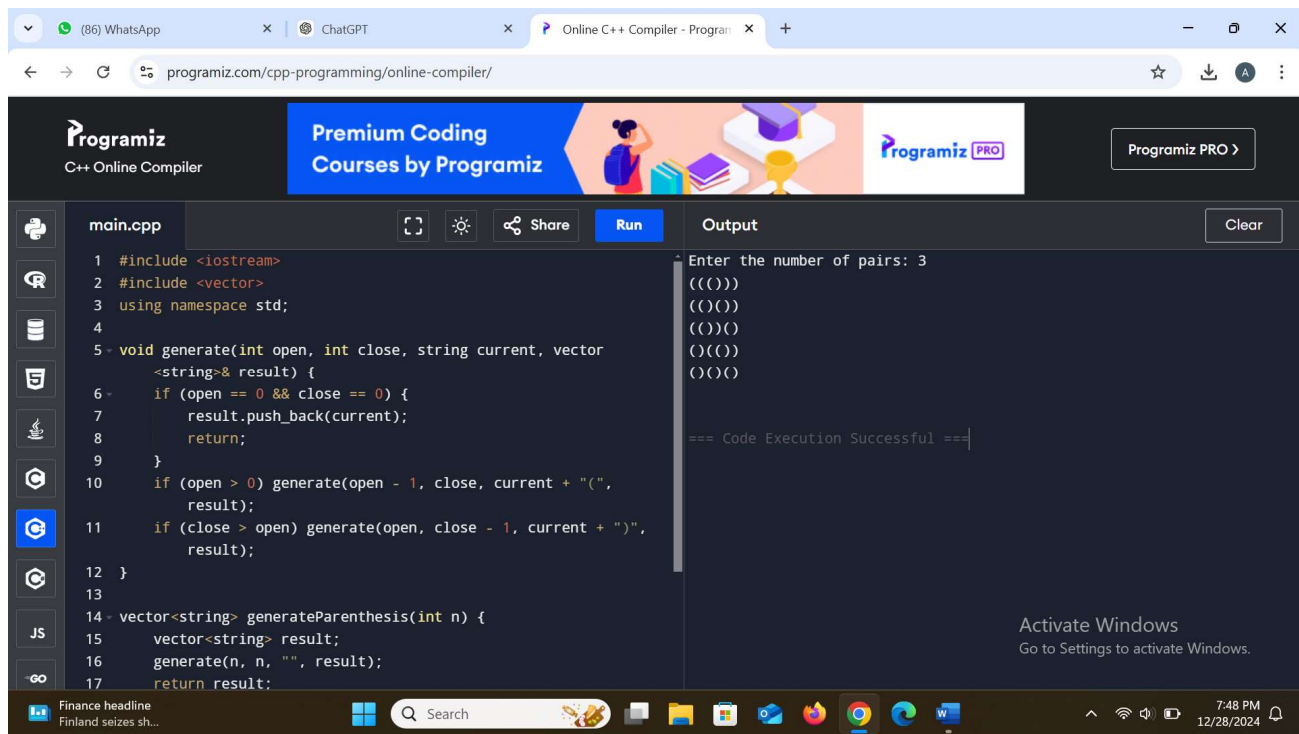 (86) WhatsApp
ChatGPT
Online C++ Compiler - Program
programiz.com/cpp-programming/online-compiler/
A
Programiz
C++ Online Compiler
Premium Coding
Courses by Programiz
Programiz PRO
Programiz PRO >
main.cpp
Share
Run
Output
Clear
1 #include <iostream>
2 #include <vector>
3 using namespace std;
4
5 void generate(int open, int close, string current, vector
<string>& result) {
6 if (open == 0 && close == 0) {
7 result.push_back(current);
8 return;
9 }
10 if (open > 0) generate(open - 1, close, current + "(",
result);
11 if (close > open) generate(open, close - 1, current + ")",
result);
12 }
13
14 vector<string> generateParenthesis(int n) {
15 vector<string> result;
16 generate(n, n, "", result);
17 return result;
Enter the number of pairs: 3
((()))
(()())
(())()
()(())
()()()
=== Code Execution Successful ===
JS
GO
Activate Windows
Go to Settings to activate Windows.
Finance headline
Finland seizes sh...
Search
7:48 PM
12/28/2024